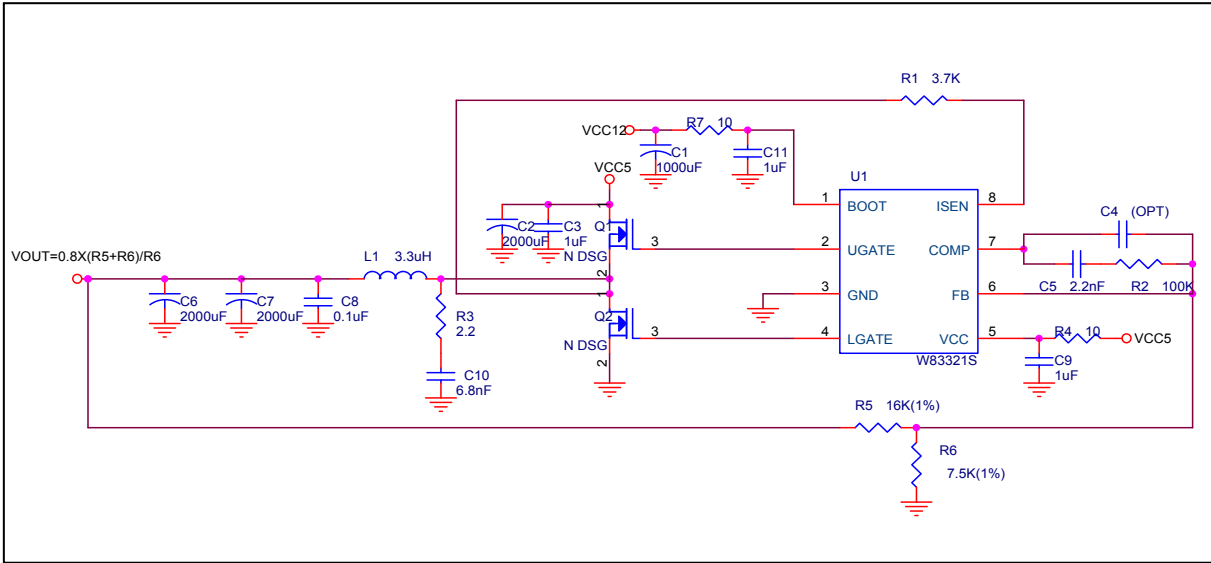 R1 3.7K
VCC12
R7 10
C1
1000uF
C11
1uF
VCC5
U1
1
BOOT
ISEN
8
C4 (OPT)
1
C2
2000uF
C3
1uF
Q1
N DSG
2
3
2
UGATE
COMP
7
C5 2.2nF
R2 100K
VOUT=0.8X(R5+R6)/R6
L1 3.3uH
3
GND
FB
6
C6
2000uF
C7
2000uF
C8
0.1uF
R3
2.2
1
Q2
N DSG
2
3
4
LGATE
VCC
5
R4 10
VCC5
W83321S
C9
1uF
C10
6.8nF
R5 16K(1%)
R6
7.5K(1%)